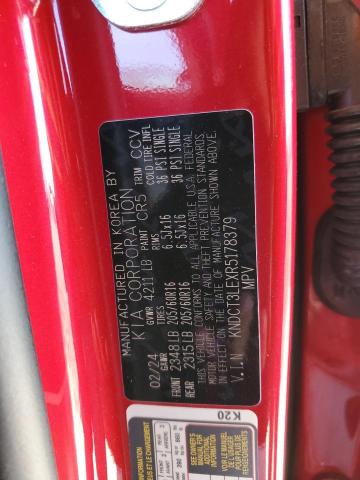 MANUFACTURED IN KOREA BY
KIA CORPORATION
02/24 GVWR 4211 LB PAINT CR5 TRIM CCV
GAWR TIRES RIMS COLD TIRE INFL
FRONT 2348 LB 205/60R16 6.5JX16 36 PSI SINGLE
REAR 2315 LB 205/60R16 6.5JX16 36 PSI SINGLE
THIS VEHICLE CONFORMS TO ALL APPLICABLE U.S.A. FEDERAL
MOTOR VEHICLE SAFETY AND THEFT PREVENTION STANDARDS
IN EFFECT ON THE DATE OF MANUFACTURE SHOWN ABOVE.
V.I.N KNDCT3LEXR5178379
MPV
K20
VOIR LE MANUEL